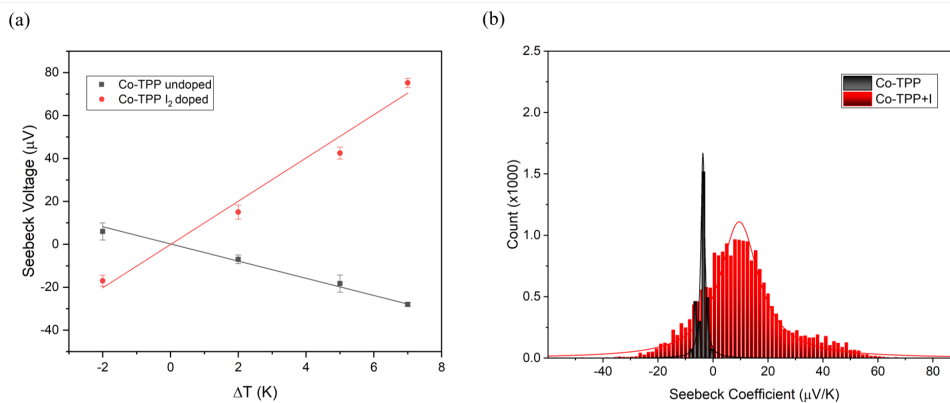 (a)
Seebeck Voltage (μV)
80
60
40
20
0
-20
-40
Co-TPP undoped
Co-TPP I₂ doped
-2
0
2
4
6
8
ΔT (K)
(b)
Count (x1000)
2.5
2.0
1.5
1.0
0.5
0.0
Co-TPP
Co-TPP+I
-40
-20
0
20
40
60
80
Seebeck Coefficient (μV/K)